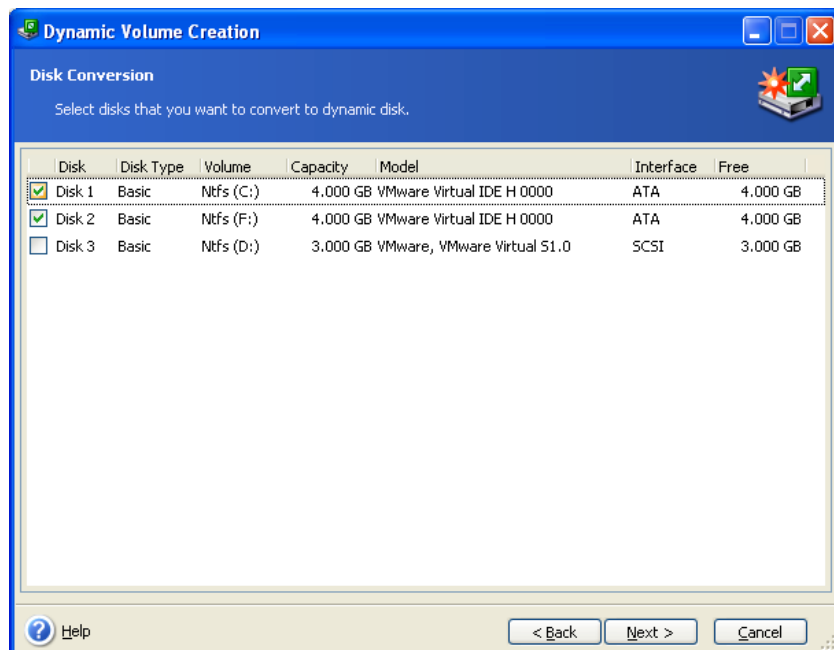 Dynamic Volume Creation
Disk Conversion
Select disks that you want to convert to dynamic disk.
Disk Disk Type Volume Capacity Model Interface Free
Disk 1 Basic Ntfs (C:) 4.000 GB VMware Virtual IDE H 0000 ATA 4.000 GB
Disk 2 Basic Ntfs (F:) 4.000 GB VMware Virtual IDE H 0000 ATA 4.000 GB
Disk 3 Basic Ntfs (D:) 3.000 GB VMware, VMware Virtual S1.0 SCSI 3.000 GB
? Help < Back Next > Cancel